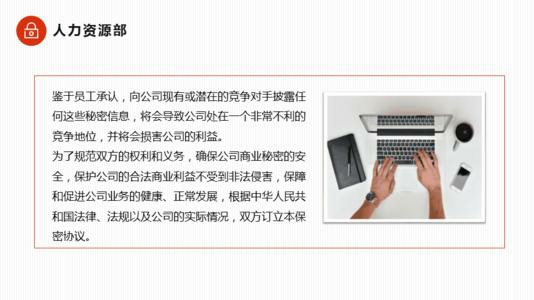 人力资源部
鉴于员工承认，向公司现有或潜在的竞争对手披露任
何这些秘密信息，将会导致公司处在一个非常不利的
竞争地位，并将会损害公司的利益。
为了规范双方的权利和义务，确保公司商业秘密的安
全，保护公司的合法商业利益不受到非法侵害，保障
和促进公司业务的健康、正常发展，根据中华人民共
和国法律、法规以及公司的实际情况，双方订立本保
密协议。